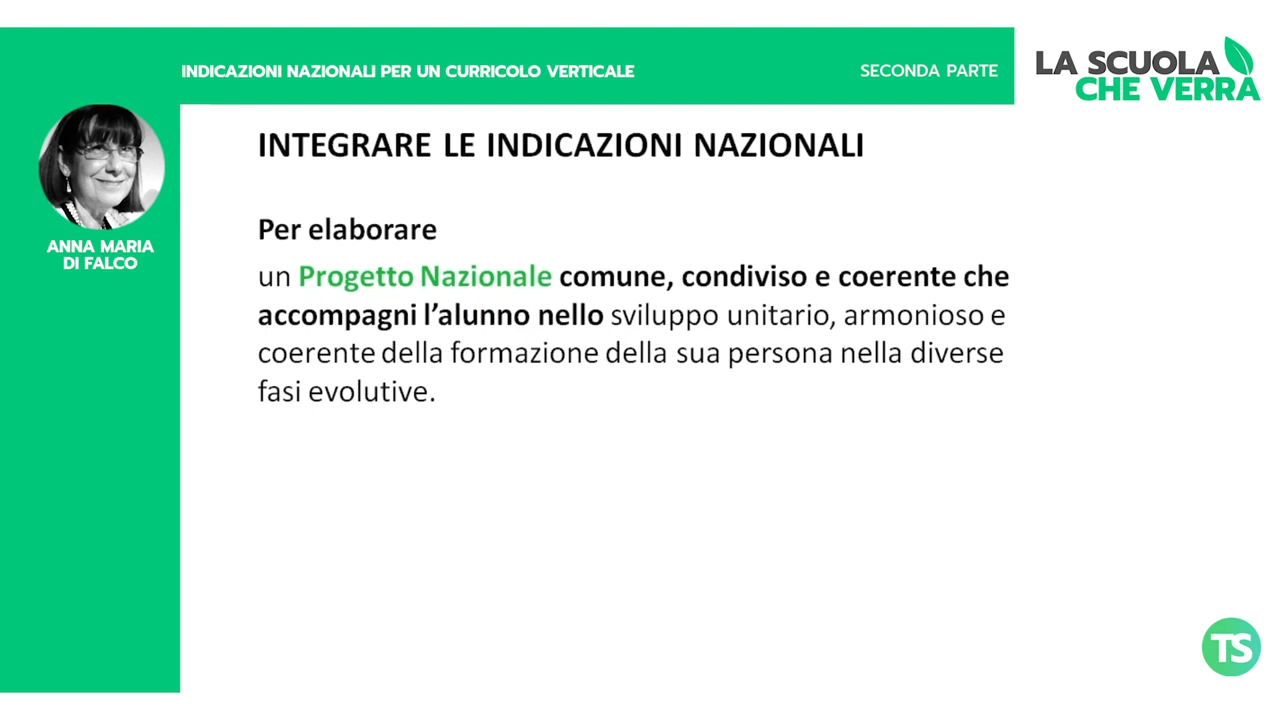 INDICAZIONI NAZIONALI PER UN CURRICOLO VERTICALE
SECONDA PARTE
LA SCUOLA
CHE VERRÀ
ANNA MARIA
DI FALCO
INTEGRARE LE INDICAZIONI NAZIONALI
Per elaborare
un Progetto Nazionale comune, condiviso e coerente che
accompagni l’alunno nello sviluppo unitario, armonioso e
coerente della formazione della sua persona nella diverse
fasi evolutive.
TS